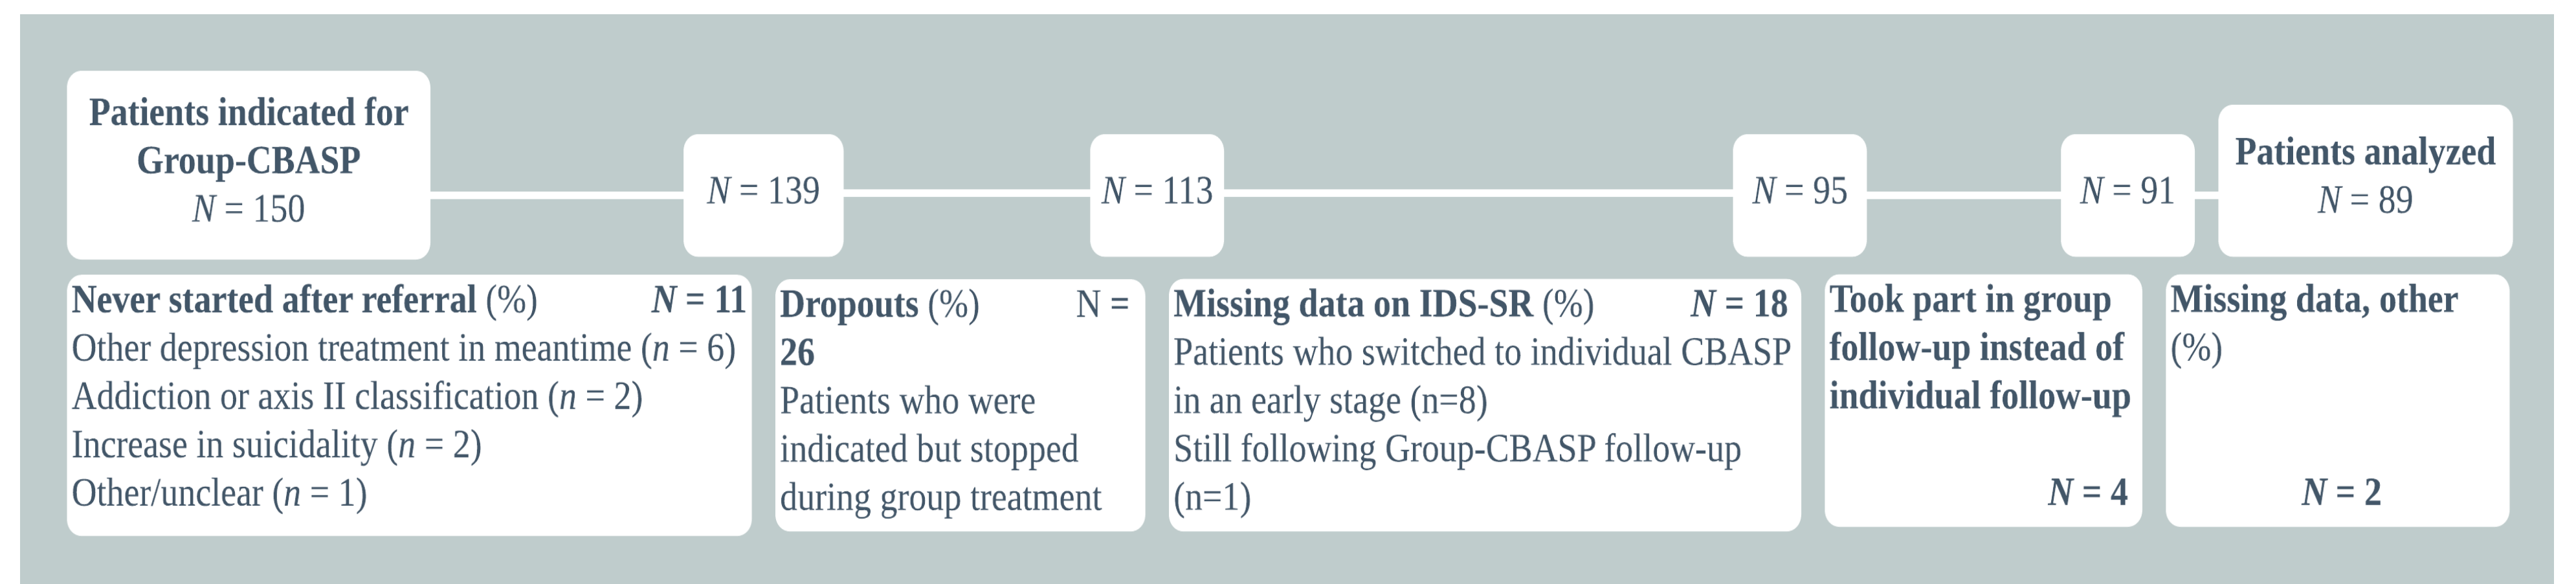 Patients indicated for
Group-CBASP
N = 150
N = 139
N = 113
N = 95
N = 91
Patients analyzed
N = 89
Never started after referral (%) N = 11
Other depression treatment in meantime (n = 6)
Addiction or axis II classification (n = 2)
Increase in suicidality (n = 2)
Other/unclear (n = 1)
Dropouts (%) N =
26
Patients who were
indicated but stopped
during group treatment
Missing data on IDS-SR (%) N = 18
Patients who switched to individual CBASP
in an early stage (n=8)
Still following Group-CBASP follow-up
(n=1)
Took part in group
follow-up instead of
individual follow-up
N = 4
Missing data, other
(%)
N = 2